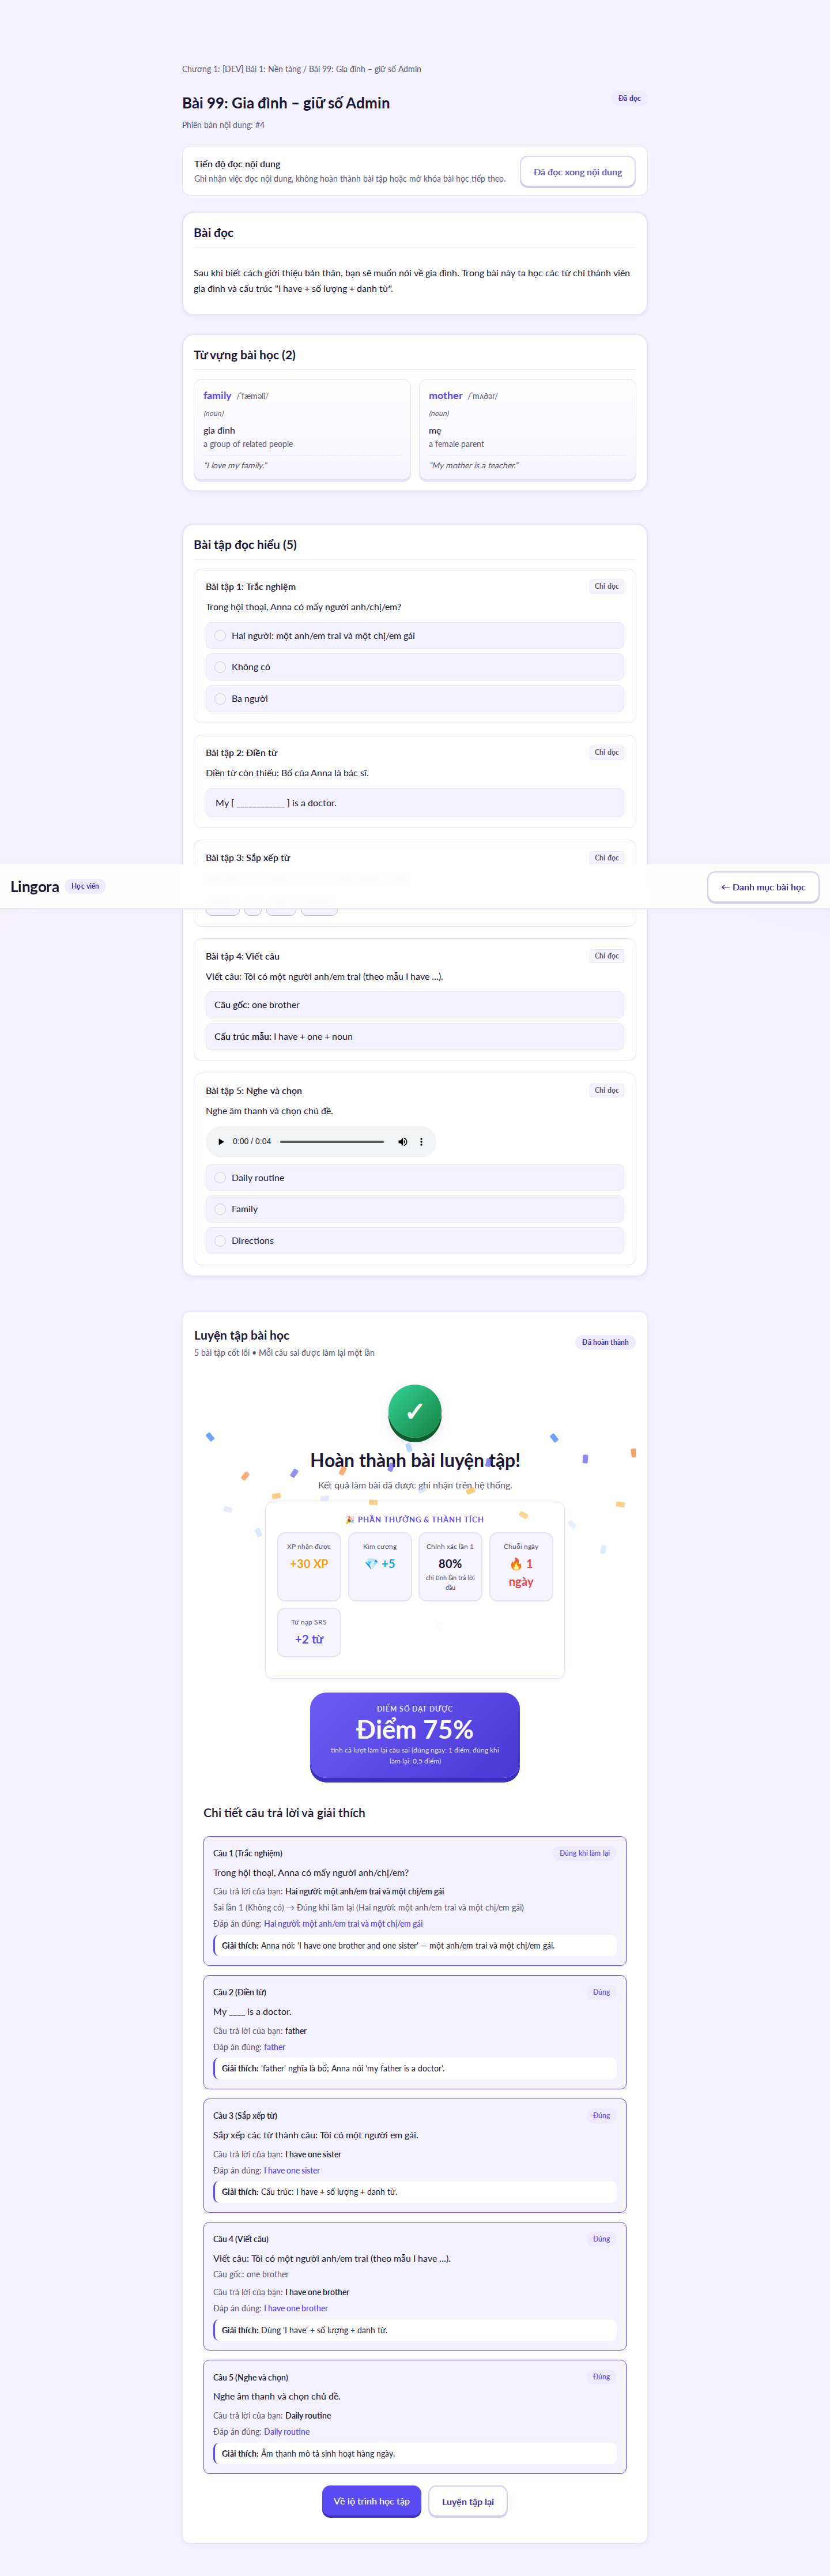 Chương 1: [DEV] Bài 1: Nền tảng / Bài 99: Gia đình – giữ số Admin
Bài 99: Gia đình – giữ số Admin
Đã đọc
Phiên bản nội dung: #4
Tiến độ đọc nội dung
Ghi nhận việc đọc nội dung, không hoàn thành bài tập hoặc mở khóa bài học tiếp theo.
Đã đọc xong nội dung
Bài đọc
Sau khi biết cách giới thiệu bản thân, bạn sẽ muốn nói về gia đình. Trong bài này ta học các từ chỉ thành viên
gia đình và cấu trúc "I have + số lượng + danh từ".
Từ vựng bài học (2)
family /ˈfæməli/
(noun)
gia đình
a group of related people
“I love my family.”
mother /ˈmʌðər/
(noun)
mẹ
a female parent
“My mother is a teacher.”
Bài tập đọc hiểu (5)
Bài tập 1: Trắc nghiệm
Chỉ đọc
Trong hội thoại, Anna có mấy người anh/chị/em?
Hai người: một anh/em trai và một chị/em gái
Không có
Ba người
Bài tập 2: Điền từ
Chỉ đọc
Điền từ còn thiếu: Bố của Anna là bác sĩ.
My [ ____________ ] is a doctor.
Bài tập 3: Sắp xếp từ
Chỉ đọc
Lingora
Học viên
← Danh mục bài học
Bài tập 4: Viết câu
Chỉ đọc
Viết câu: Tôi có một người anh/em trai (theo mẫu I have ...).
Câu gốc: one brother
Cấu trúc mẫu: I have + one + noun
Bài tập 5: Nghe và chọn
Chỉ đọc
Nghe âm thanh và chọn chủ đề.
0:00 / 0:04
Daily routine
Family
Directions
Luyện tập bài học
5 bài tập cốt lõi • Mỗi câu sai được làm lại một lần
Đã hoàn thành
✓
Hoàn thành bài luyện tập!
Kết quả làm bài đã được ghi nhận trên hệ thống.
🎉 PHẦN THƯỞNG & THÀNH TÍCH
XP nhận được
+30 XP
Kim cương
💎 +5
Chính xác lần 1
80%
chỉ tính lần trả lời
đầu
Chuỗi ngày
🔥 1
ngày
Từ nạp SRS
+2 từ
ĐIỂM SỐ ĐẠT ĐƯỢC
Điểm 75%
tính cả lượt làm lại câu sai (đúng ngay: 1 điểm, đúng khi
làm lại: 0,5 điểm)
Chi tiết câu trả lời và giải thích
Câu 1 (Trắc nghiệm)
Đúng khi làm lại
Trong hội thoại, Anna có mấy người anh/chị/em?
Câu trả lời của bạn: Hai người: một anh/em trai và một chị/em gái
Sai lần 1 (Không có) → Đúng khi làm lại (Hai người: một anh/em trai và một chị/em gái)
Đáp án đúng: Hai người: một anh/em trai và một chị/em gái
Giải thích: Anna nói: 'I have one brother and one sister' — một anh/em trai và một chị/em gái.
Câu 2 (Điền từ)
Đúng
My ____ is a doctor.
Câu trả lời của bạn: father
Đáp án đúng: father
Giải thích: 'father' nghĩa là bố; Anna nói 'my father is a doctor'.
Câu 3 (Sắp xếp từ)
Đúng
Sắp xếp các từ thành câu: Tôi có một người em gái.
Câu trả lời của bạn: I have one sister
Đáp án đúng: I have one sister
Giải thích: Cấu trúc: I have + số lượng + danh từ.
Câu 4 (Viết câu)
Đúng
Viết câu: Tôi có một người anh/em trai (theo mẫu I have ...).
Câu gốc: one brother
Câu trả lời của bạn: I have one brother
Đáp án đúng: I have one brother
Giải thích: Dùng 'I have' + số lượng + danh từ.
Câu 5 (Nghe và chọn)
Đúng
Nghe âm thanh và chọn chủ đề.
Câu trả lời của bạn: Daily routine
Đáp án đúng: Daily routine
Giải thích: Âm thanh mô tả sinh hoạt hàng ngày.
Về lộ trình học tập
Luyện tập lại